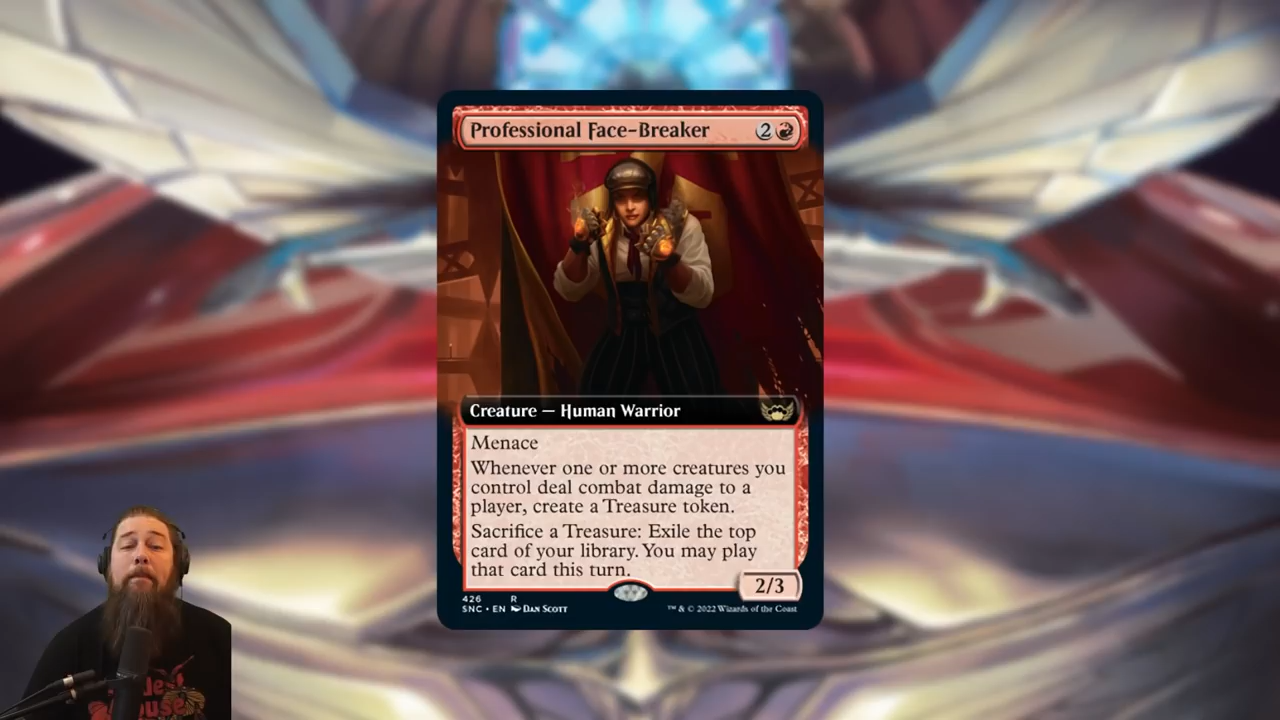 Professional Face-Breaker 2
Creature — Human Warrior
Menace
Whenever one or more creatures you
control deal combat damage to a
player, create a Treasure token.
Sacrifice a Treasure: Exile the top
card of your library. You may play
that card this turn.
2/3
426 R
SNC • EN Dan Scott
™ & © 2022 Wizards of the Coast